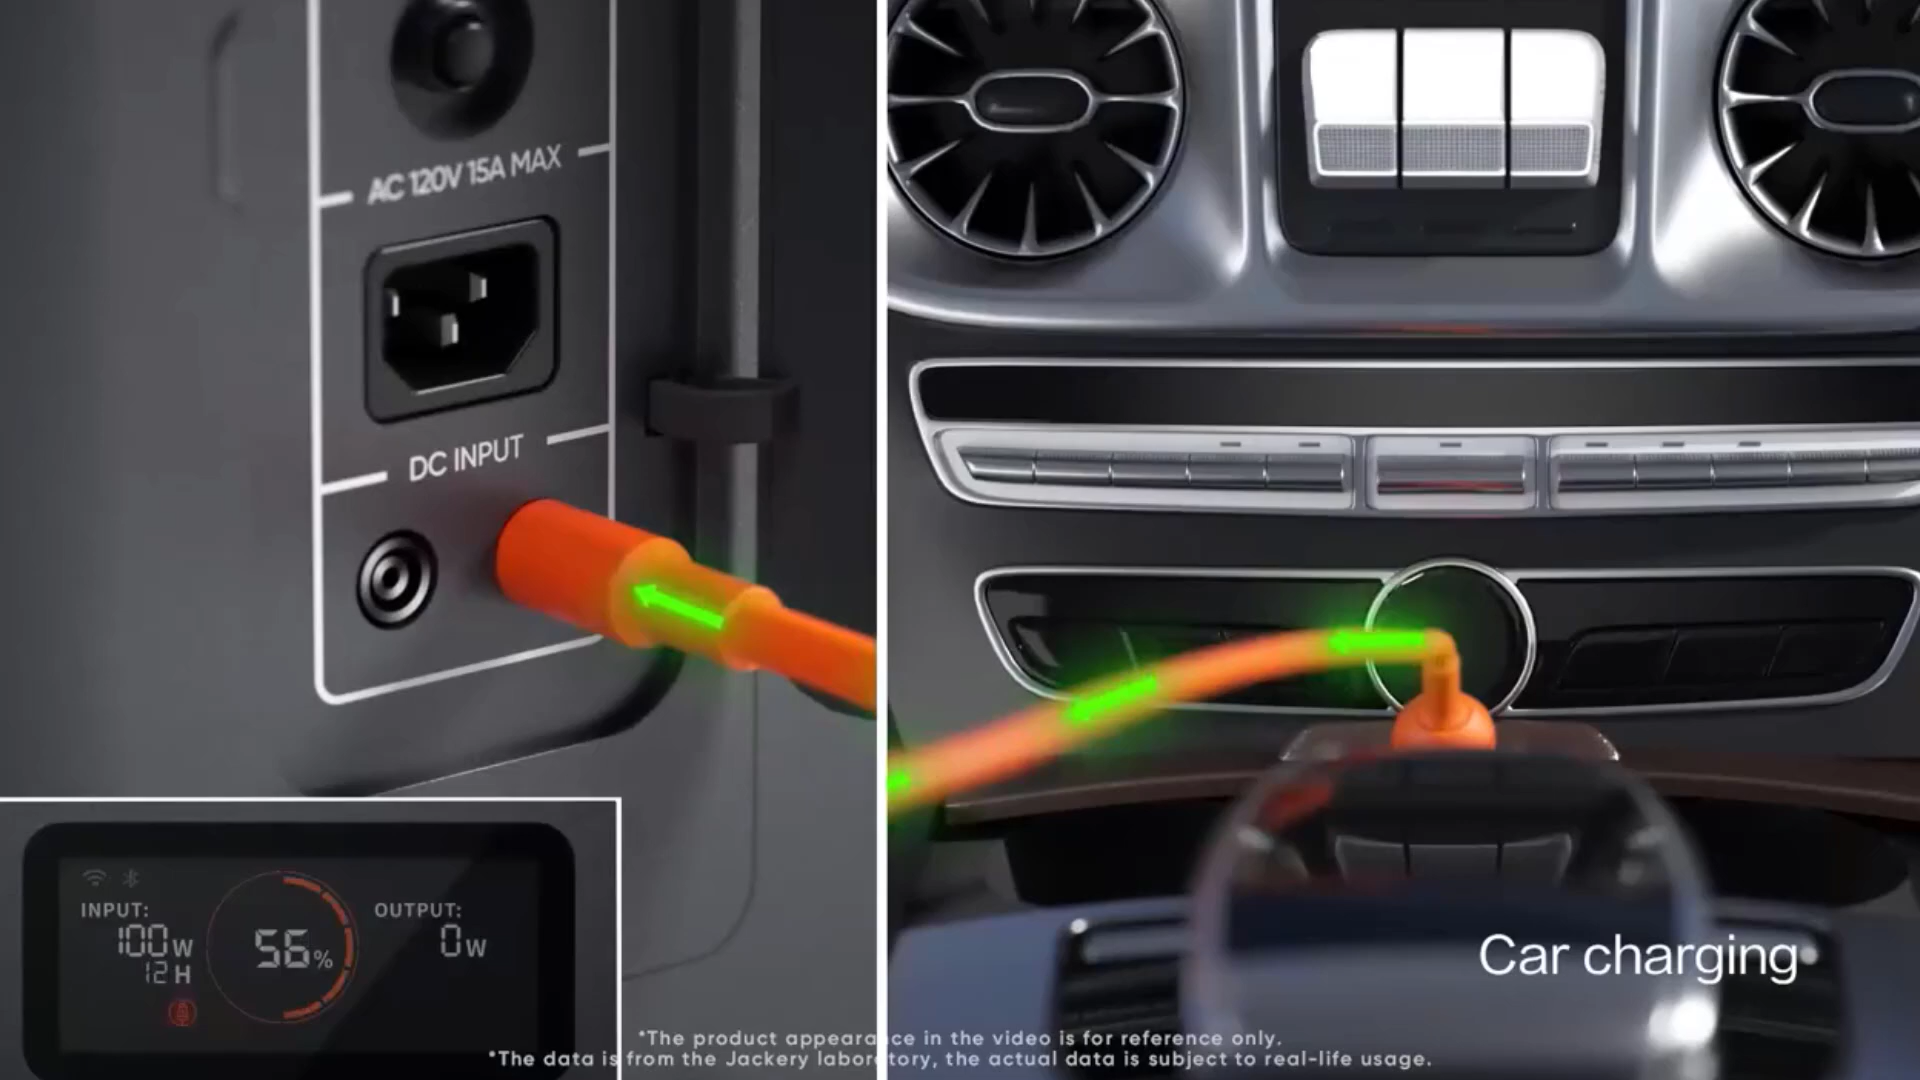 AC 120V 15A MAX
DC INPUT
INPUT:
100W
12H
56%
OUTPUT:
0W
Car charging
*The product appearance in the video is for reference only.
*The data is from the Jackery laboratory, the actual data is subject to real-life usage.